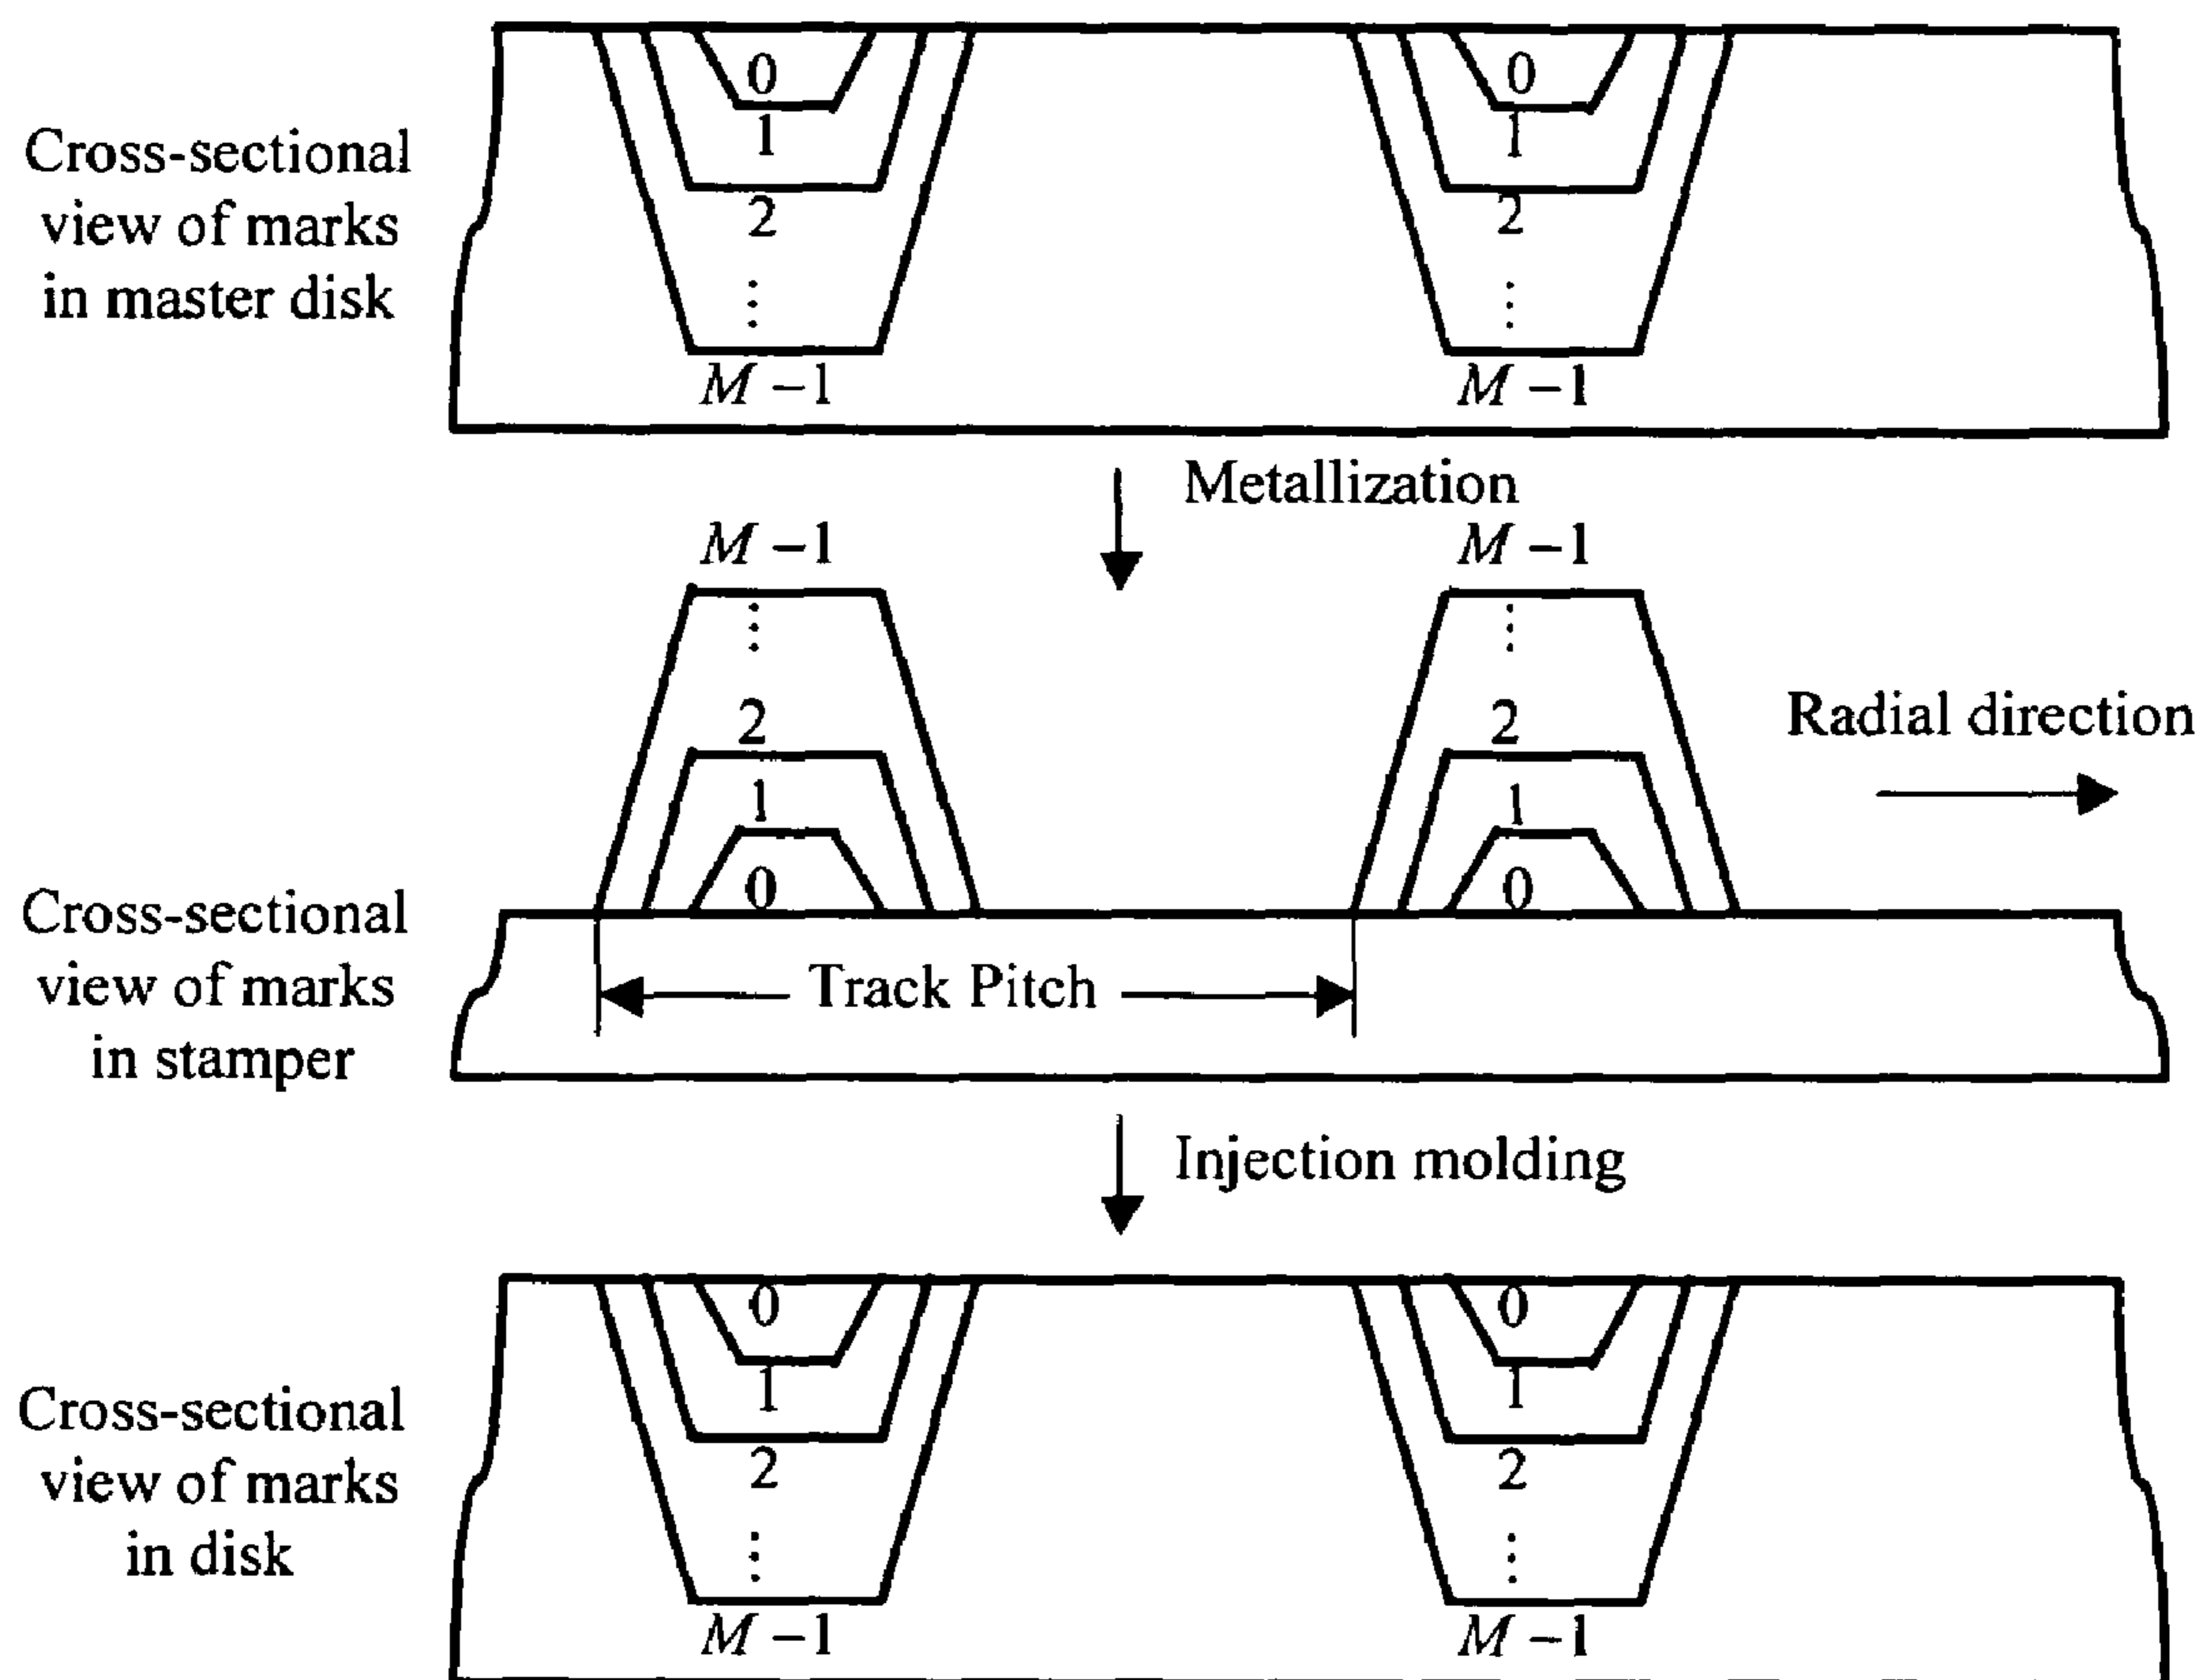 0
0
1
1
Cross-sectional
view of marks
in master disk
2
2
⋮
⋮
M −1
M −1
Metallization
M −1
M −1
⋮
⋮
2
2
Radial direction
1
1
0
0
Cross-sectional
view of marks
in stamper
Track Pitch
Injection molding
0
0
1
1
Cross-sectional
view of marks
in disk
2
2
⋮
⋮
M −1
M −1